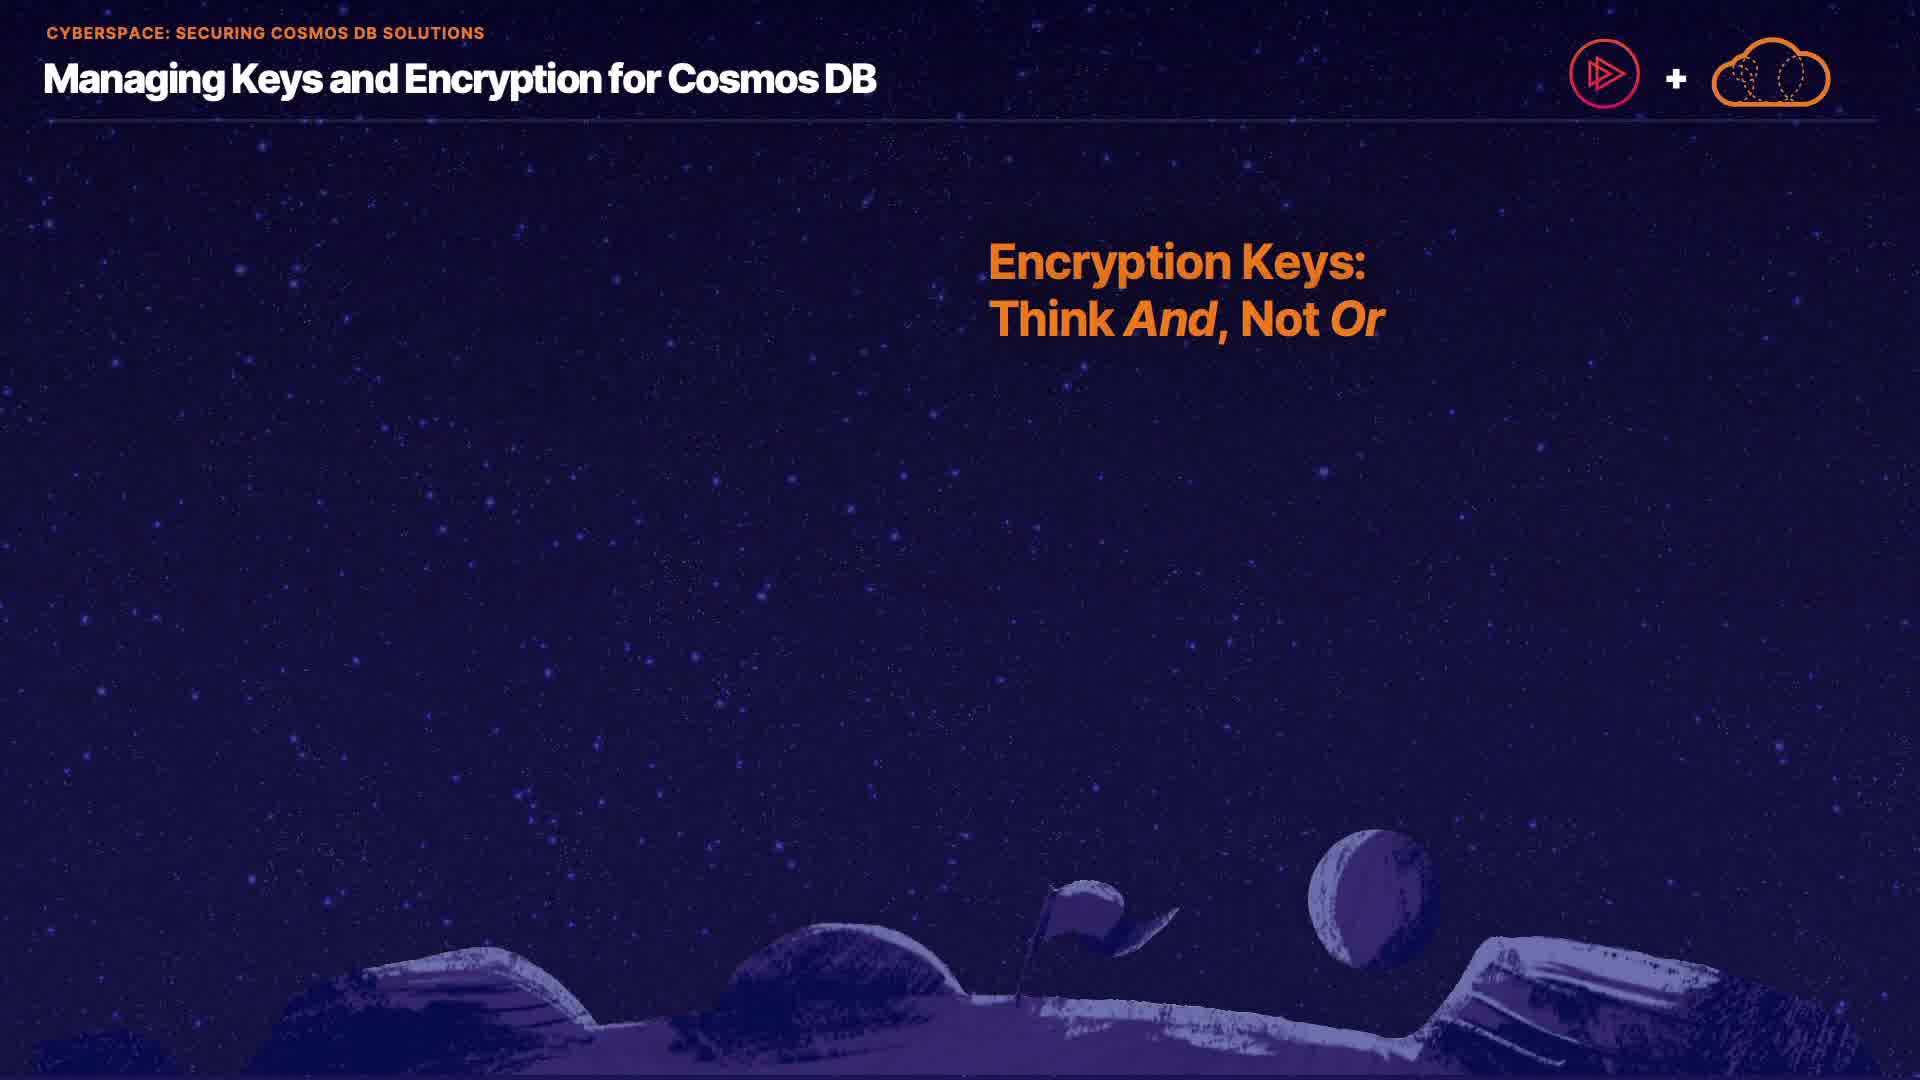 CYBERSPACE: SECURING COSMOS DB SOLUTIONS
Managing Keys and Encryption for Cosmos DB
+
Encryption Keys:
Think And, Not Or